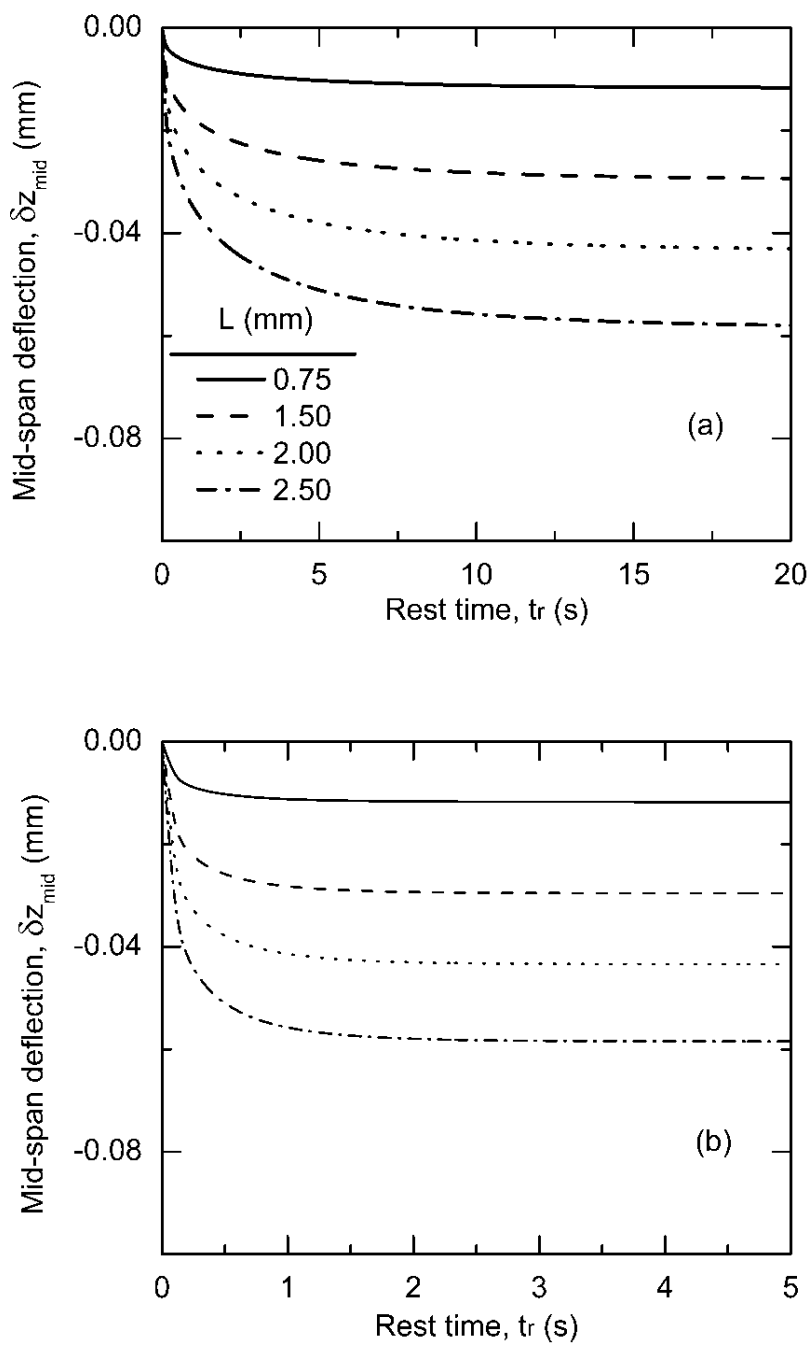 0.00
-0.04
-0.08
Mid-span deflection, δz_mid (mm)
L (mm)
0.75
1.50
2.00
2.50
(a)
0 5 10 15 20
Rest time, tr (s)
0.00
-0.04
-0.08
Mid-span deflection, δz_mid (mm)
(b)
0 1 2 3 4 5
Rest time, tr (s)